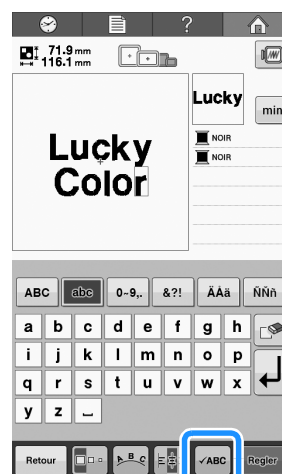 ?
71.9 mm
116.1 mm
Lucky
min
NOIR
NOIR
Lucky
Color
ABC abc 0~9,. &?! ÄÅä ÑÑñ
a b c d e f g h
i j k l m n o p
q r s t u v w x
y z
Retour ABC ✓ABC Regler